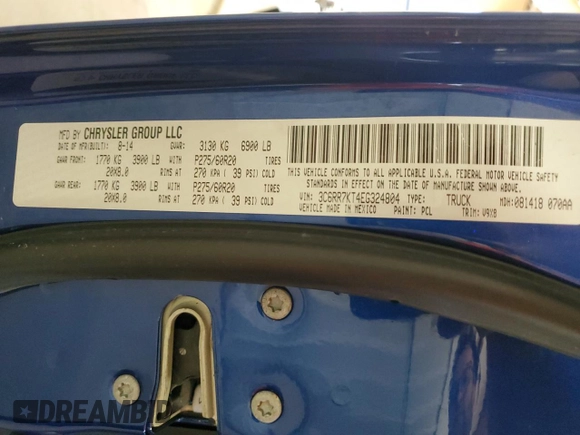 MFD BY CHRYSLER GROUP LLC
DATE OF MFR(BUILT): 8-14 GVWR: 3130 KG 6900 LB
GAWR FRONT: 1770 KG 3900 LB WITH P275/60R20 TIRES
20X8.0 RIMS AT 270 KPA ( 39 PSI) COLD
GAWR REAR: 1770 KG 3900 LB WITH P275/60R20 TIRES
20X8.0 RIMS AT 270 KPA ( 39 PSI) COLD
THIS VEHICLE CONFORMS TO ALL APPLICABLE U.S.A. FEDERAL MOTOR VEHICLE SAFETY
STANDARDS IN EFFECT ON THE DATE OF MANUFACTURE SHOWN ABOVE
VIN: 3C6RR7KT4EG324804 TYPE: TRUCK MDH: 081418 070AA
VEHICLE MADE IN MEXICO PAINT: PCL TRIM: V9X8
DREAMBID